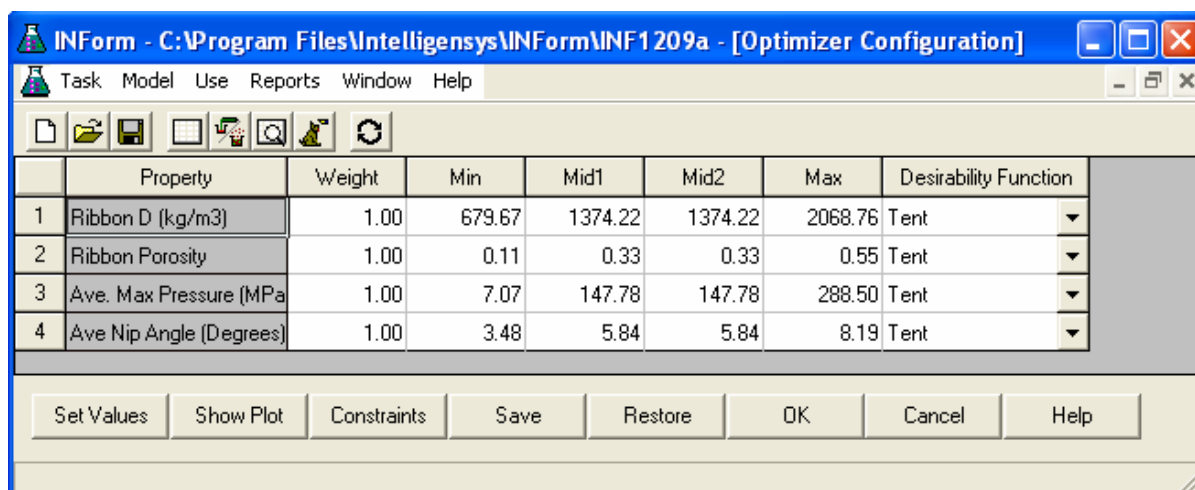 INForm - C:\Program Files\Intelligensys\INForm\INF1209a - [Optimizer Configuration]
Task Model Use Reports Window Help
Property Weight Min Mid1 Mid2 Max Desirability Function
1 Ribbon D (kg/m3) 1.00 679.67 1374.22 1374.22 2068.76 Tent
2 Ribbon Porosity 1.00 0.11 0.33 0.33 0.55 Tent
3 Ave. Max Pressure (MPa 1.00 7.07 147.78 147.78 288.50 Tent
4 Ave Nip Angle (Degrees) 1.00 3.48 5.84 5.84 8.19 Tent
Set Values Show Plot Constraints Save Restore OK Cancel Help